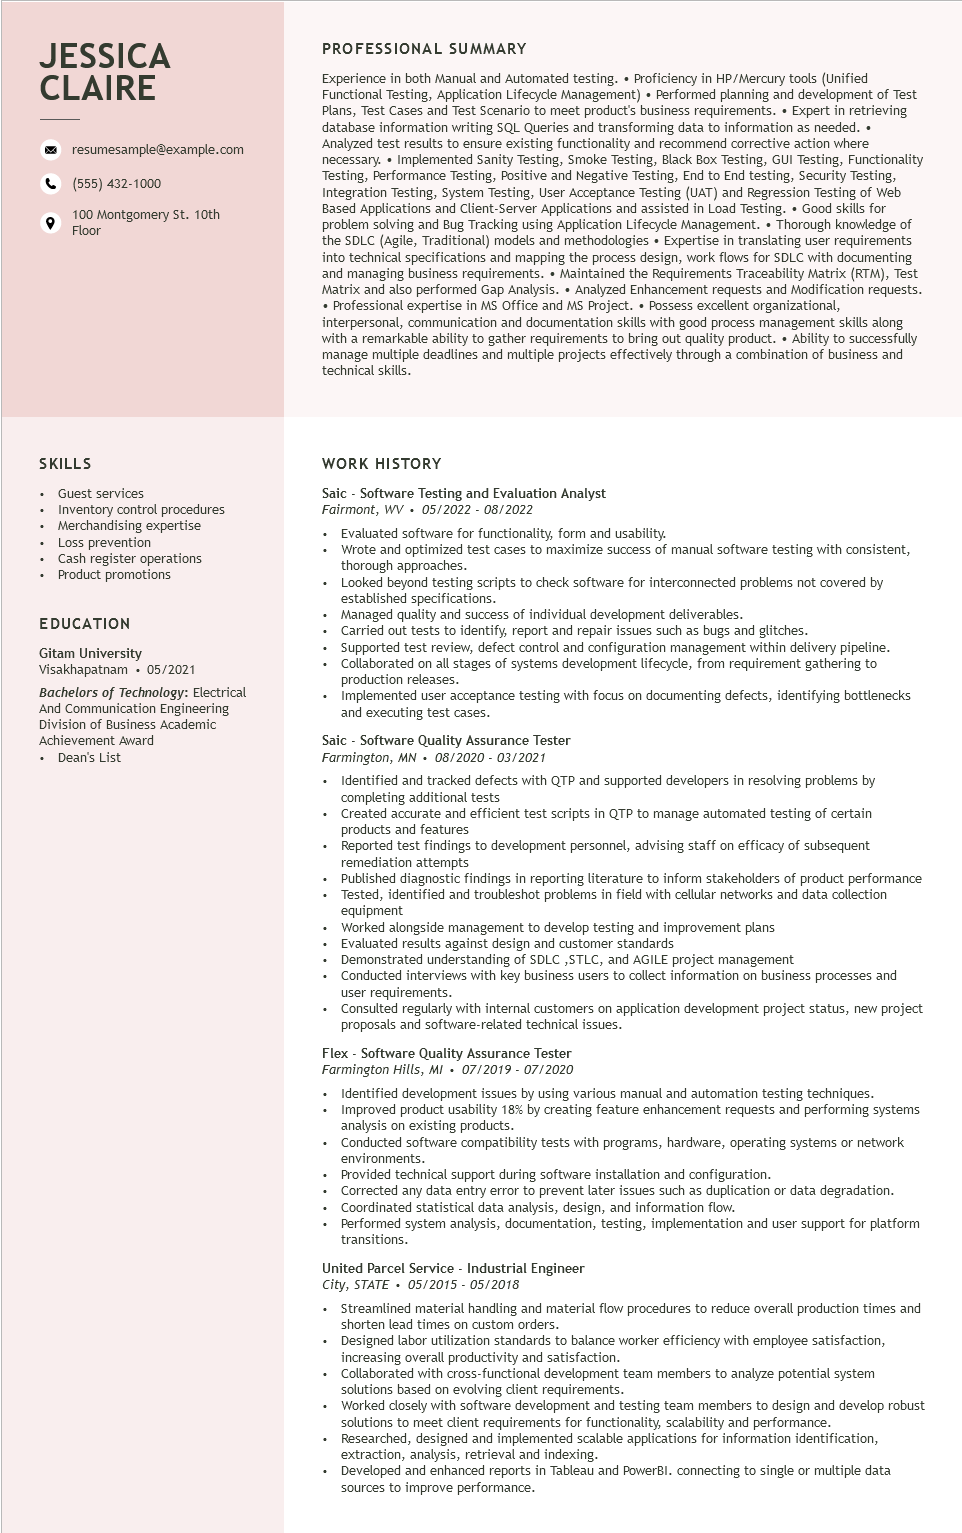 JESSICA
CLAIRE
resumesample@example.com
(555) 432-1000
100 Montgomery St. 10th
Floor
PROFESSIONAL SUMMARY
Experience in both Manual and Automated testing. • Proficiency in HP/Mercury tools (Unified
Functional Testing, Application Lifecycle Management) • Performed planning and development of Test
Plans, Test Cases and Test Scenario to meet product's business requirements. • Expert in retrieving
database information writing SQL Queries and transforming data to information as needed. •
Analyzed test results to ensure existing functionality and recommend corrective action where
necessary. • Implemented Sanity Testing, Smoke Testing, Black Box Testing, GUI Testing, Functionality
Testing, Performance Testing, Positive and Negative Testing, End to End testing, Security Testing,
Integration Testing, System Testing, User Acceptance Testing (UAT) and Regression Testing of Web
Based Applications and Client-Server Applications and assisted in Load Testing. • Good skills for
problem solving and Bug Tracking using Application Lifecycle Management. • Thorough knowledge of
the SDLC (Agile, Traditional) models and methodologies • Expertise in translating user requirements
into technical specifications and mapping the process design, work flows for SDLC with documenting
and managing business requirements. • Maintained the Requirements Traceability Matrix (RTM), Test
Matrix and also performed Gap Analysis. • Analyzed Enhancement requests and Modification requests.
• Professional expertise in MS Office and MS Project. • Possess excellent organizational,
interpersonal, communication and documentation skills with good process management skills along
with a remarkable ability to gather requirements to bring out quality product. • Ability to successfully
manage multiple deadlines and multiple projects effectively through a combination of business and
technical skills.
SKILLS
• Guest services
• Inventory control procedures
• Merchandising expertise
• Loss prevention
• Cash register operations
• Product promotions
EDUCATION
Gitam University
Visakhapatnam • 05/2021
Bachelors of Technology: Electrical
And Communication Engineering
Division of Business Academic
Achievement Award
• Dean's List
WORK HISTORY
Saic - Software Testing and Evaluation Analyst
Fairmont, WV • 05/2022 - 08/2022
• Evaluated software for functionality, form and usability.
• Wrote and optimized test cases to maximize success of manual software testing with consistent,
thorough approaches.
• Looked beyond testing scripts to check software for interconnected problems not covered by
established specifications.
• Managed quality and success of individual development deliverables.
• Carried out tests to identify, report and repair issues such as bugs and glitches.
• Supported test review, defect control and configuration management within delivery pipeline.
• Collaborated on all stages of systems development lifecycle, from requirement gathering to
production releases.
• Implemented user acceptance testing with focus on documenting defects, identifying bottlenecks
and executing test cases.
Saic - Software Quality Assurance Tester
Farmington, MN • 08/2020 - 03/2021
• Identified and tracked defects with QTP and supported developers in resolving problems by
completing additional tests
• Created accurate and efficient test scripts in QTP to manage automated testing of certain
products and features
• Reported test findings to development personnel, advising staff on efficacy of subsequent
remediation attempts
• Published diagnostic findings in reporting literature to inform stakeholders of product performance
• Tested, identified and troubleshot problems in field with cellular networks and data collection
equipment
• Worked alongside management to develop testing and improvement plans
• Evaluated results against design and customer standards
• Demonstrated understanding of SDLC ,STLC, and AGILE project management
• Conducted interviews with key business users to collect information on business processes and
user requirements.
• Consulted regularly with internal customers on application development project status, new project
proposals and software-related technical issues.
Flex - Software Quality Assurance Tester
Farmington Hills, MI • 07/2019 - 07/2020
• Identified development issues by using various manual and automation testing techniques.
• Improved product usability 18% by creating feature enhancement requests and performing systems
analysis on existing products.
• Conducted software compatibility tests with programs, hardware, operating systems or network
environments.
• Provided technical support during software installation and configuration.
• Corrected any data entry error to prevent later issues such as duplication or data degradation.
• Coordinated statistical data analysis, design, and information flow.
• Performed system analysis, documentation, testing, implementation and user support for platform
transitions.
United Parcel Service - Industrial Engineer
City, STATE • 05/2015 - 05/2018
• Streamlined material handling and material flow procedures to reduce overall production times and
shorten lead times on custom orders.
• Designed labor utilization standards to balance worker efficiency with employee satisfaction,
increasing overall productivity and satisfaction.
• Collaborated with cross-functional development team members to analyze potential system
solutions based on evolving client requirements.
• Worked closely with software development and testing team members to design and develop robust
solutions to meet client requirements for functionality, scalability and performance.
• Researched, designed and implemented scalable applications for information identification,
extraction, analysis, retrieval and indexing.
• Developed and enhanced reports in Tableau and PowerBI. connecting to single or multiple data
sources to improve performance.